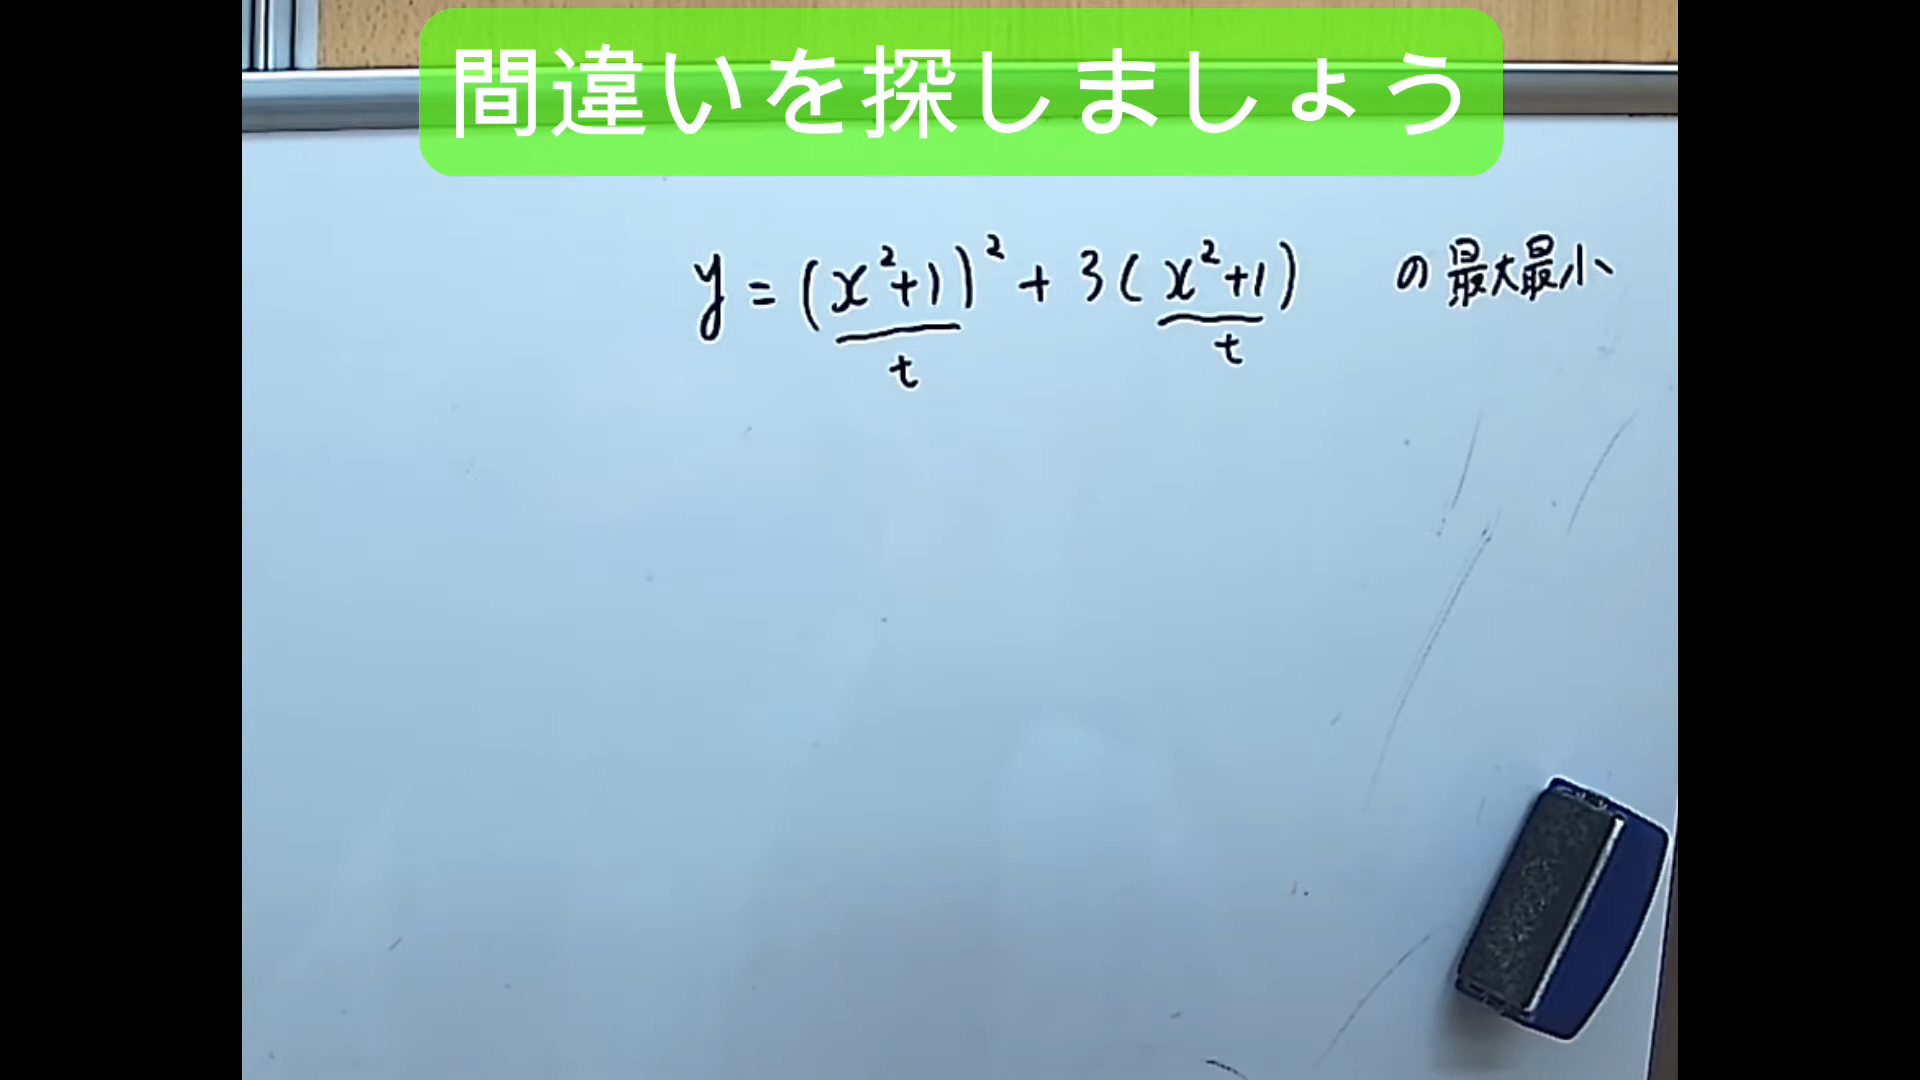 間違いを探しましょう
y = (x²+1)² + 3(x²+1) の最大最小
t t